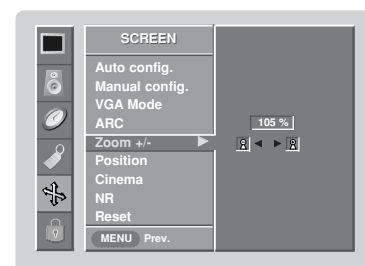 SCREEN
Auto config.
Manual config.
VGA Mode
ARC
105 %
Zoom +/-
Position
Cinema
NR
Reset
MENU Prev.